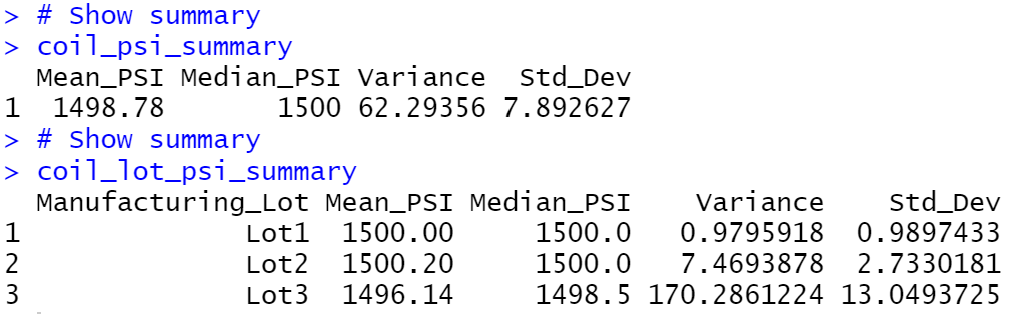 > # Show summary
> coil_psi_summary
  Mean_PSI Median_PSI Variance  Std_Dev
1  1498.78       1500 62.29356 7.892627
> # Show summary
> coil_lot_psi_summary
  Manufacturing_Lot Mean_PSI Median_PSI    Variance    Std_Dev
1              Lot1  1500.00     1500.0   0.9795918  0.9897433
2              Lot2  1500.20     1500.0   7.4693878  2.7330181
3              Lot3  1496.14     1498.5 170.2861224 13.0493725